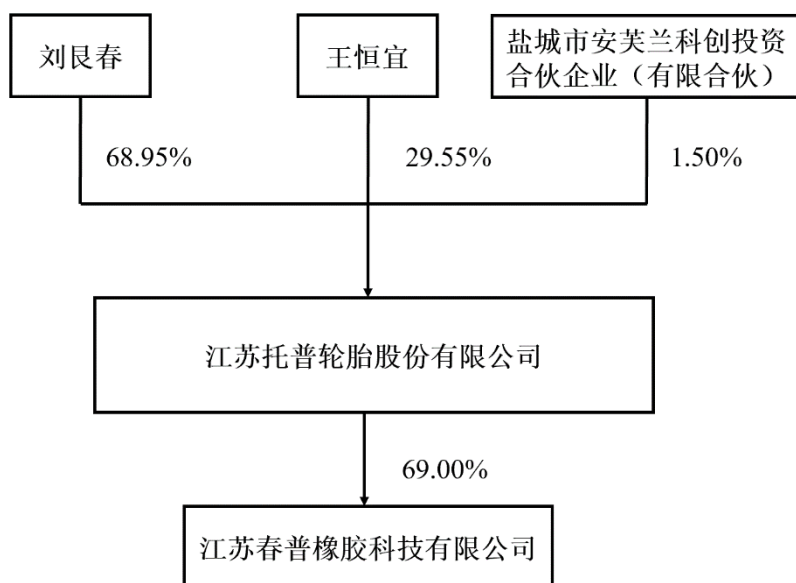 刘艮春
王恒宜
盐城市安芙兰科创投资
合伙企业（有限合伙）
68.95%
29.55%
1.50%
江苏托普轮胎股份有限公司
69.00%
江苏春普橡胶科技有限公司